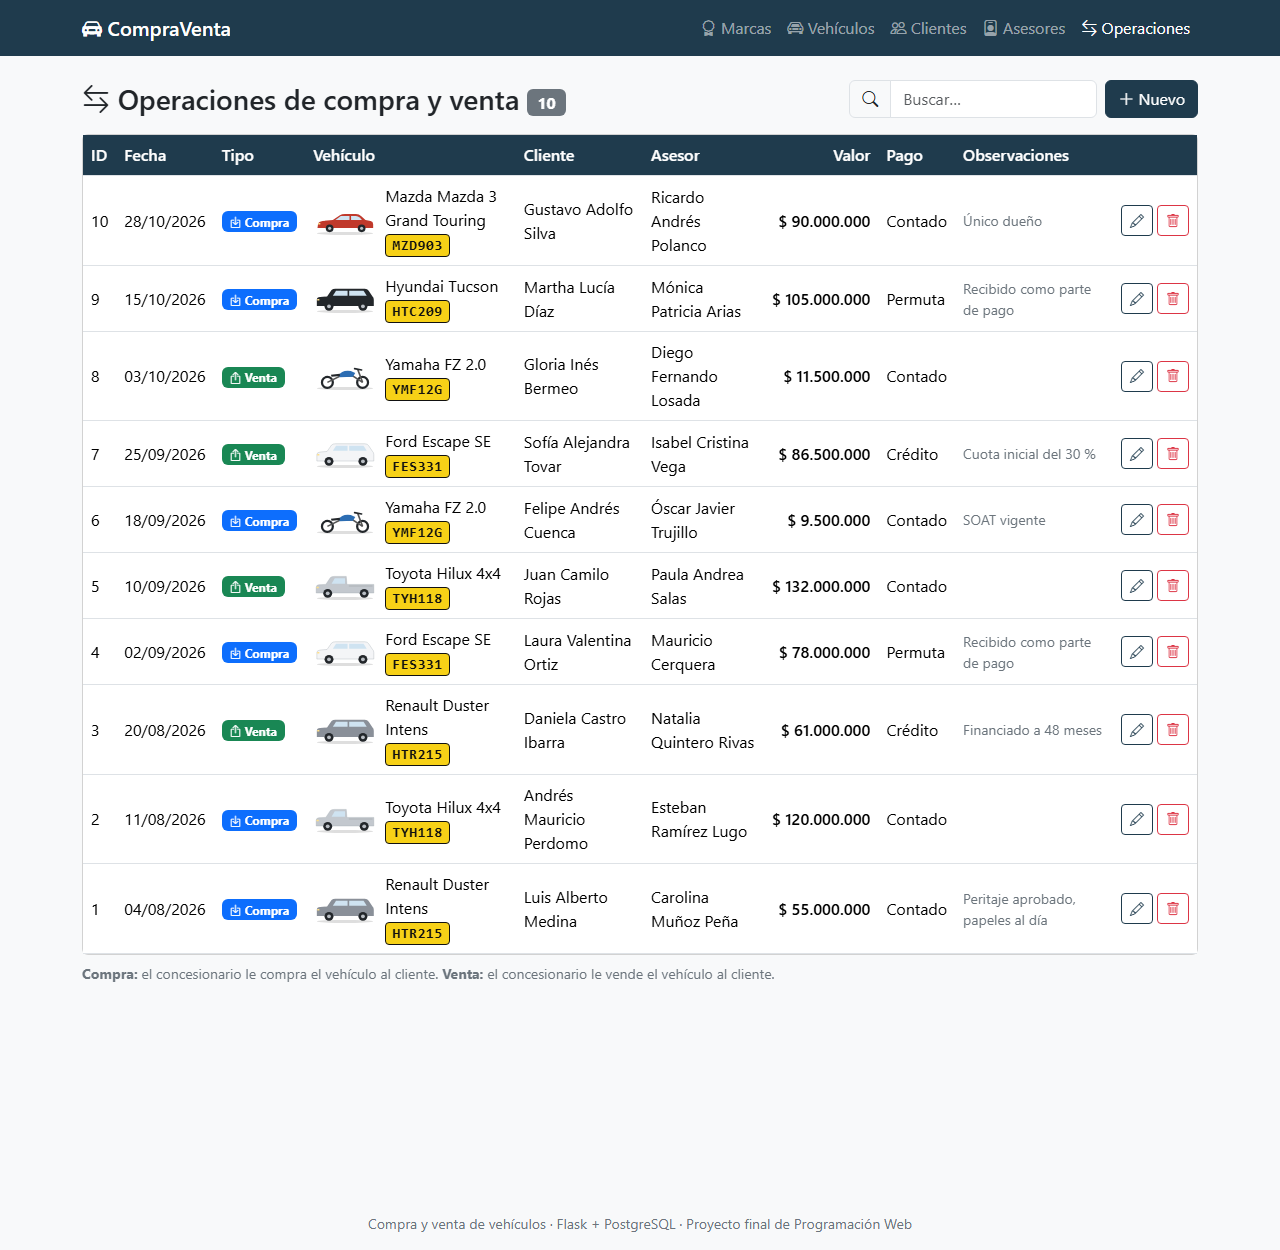 CompraVenta
Marcas Vehículos Clientes Asesores Operaciones
Operaciones de compra y venta 10
Buscar...
Nuevo
ID Fecha Tipo Vehículo Cliente Asesor Valor Pago Observaciones
10 28/10/2026 Compra Mazda Mazda 3 Grand Touring MZD903 Gustavo Adolfo Silva Ricardo Andrés Polanco $ 90.000.000 Contado Único dueño
9 15/10/2026 Compra Hyundai Tucson HTC209 Martha Lucía Díaz Mónica Patricia Arias $ 105.000.000 Permuta Recibido como parte de pago
8 03/10/2026 Venta Yamaha FZ 2.0 YMF12G Gloria Inés Bermeo Diego Fernando Losada $ 11.500.000 Contado
7 25/09/2026 Venta Ford Escape SE FES331 Sofía Alejandra Tovar Isabel Cristina Vega $ 86.500.000 Crédito Cuota inicial del 30 %
6 18/09/2026 Compra Yamaha FZ 2.0 YMF12G Felipe Andrés Cuenca Óscar Javier Trujillo $ 9.500.000 Contado SOAT vigente
5 10/09/2026 Venta Toyota Hilux 4x4 TYH118 Juan Camilo Rojas Paula Andrea Salas $ 132.000.000 Contado
4 02/09/2026 Compra Ford Escape SE FES331 Laura Valentina Ortiz Mauricio Cerquera $ 78.000.000 Permuta Recibido como parte de pago
3 20/08/2026 Venta Renault Duster Intens HTR215 Daniela Castro Ibarra Natalia Quintero Rivas $ 61.000.000 Crédito Financiado a 48 meses
2 11/08/2026 Compra Toyota Hilux 4x4 TYH118 Andrés Mauricio Perdomo Esteban Ramírez Lugo $ 120.000.000 Contado
1 04/08/2026 Compra Renault Duster Intens HTR215 Luis Alberto Medina Carolina Muñoz Peña $ 55.000.000 Contado Peritaje aprobado, papeles al día
Compra: el concesionario le compra el vehículo al cliente. Venta: el concesionario le vende el vehículo al cliente.
Compra y venta de vehículos · Flask + PostgreSQL · Proyecto final de Programación Web